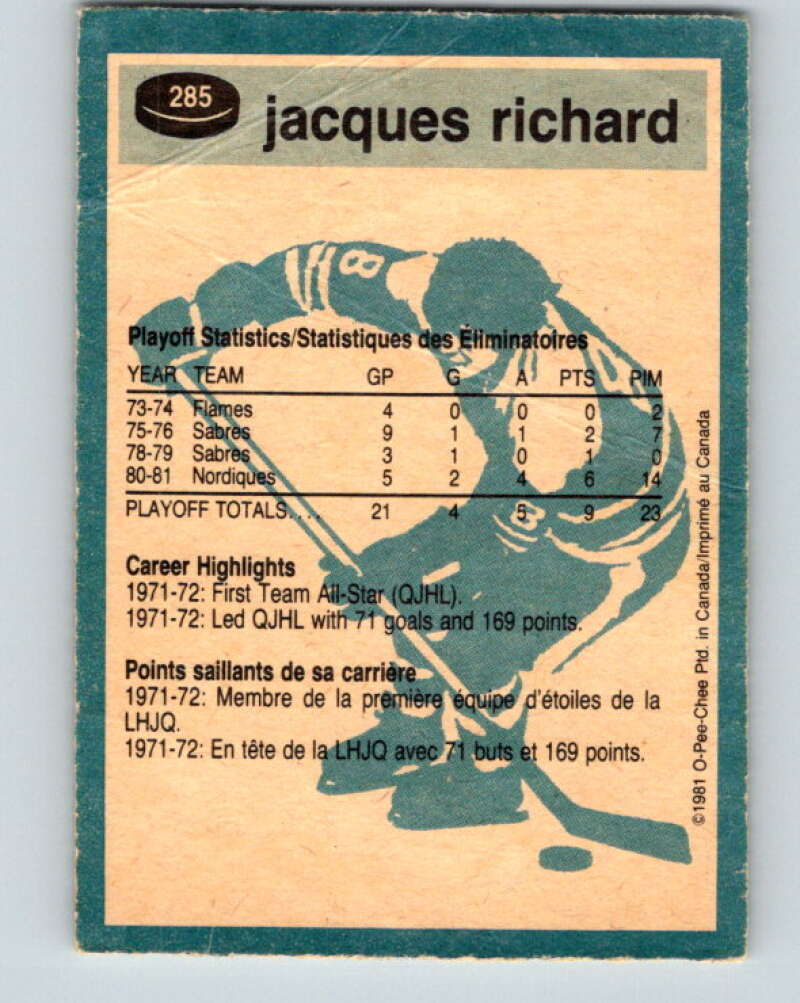 285
jacques richard
8
Playoff Statistics/Statistiques des Éliminatoires
YEAR TEAM GP G A PTS PIM
73-74 Flames 4 0 0 0 2
75-76 Sabres 9 1 1 2 7
78-79 Sabres 3 1 0 1 0
80-81 Nordiques 5 2 4 6 14
PLAYOFF TOTALS.... 21 4 5 9 23
8
Career Highlights
1971-72: First Team All-Star (QJHL).
1971-72: Led QJHL with 71 goals and 169 points.
Points saillants de sa carrière
1971-72: Membre de la première équipe d'étoiles de la
LHJQ.
1971-72: En tête de la LHJQ avec 71 buts et 169 points.
©1981 O-Pee-Chee Ptd. in Canada/Imprimé au Canada